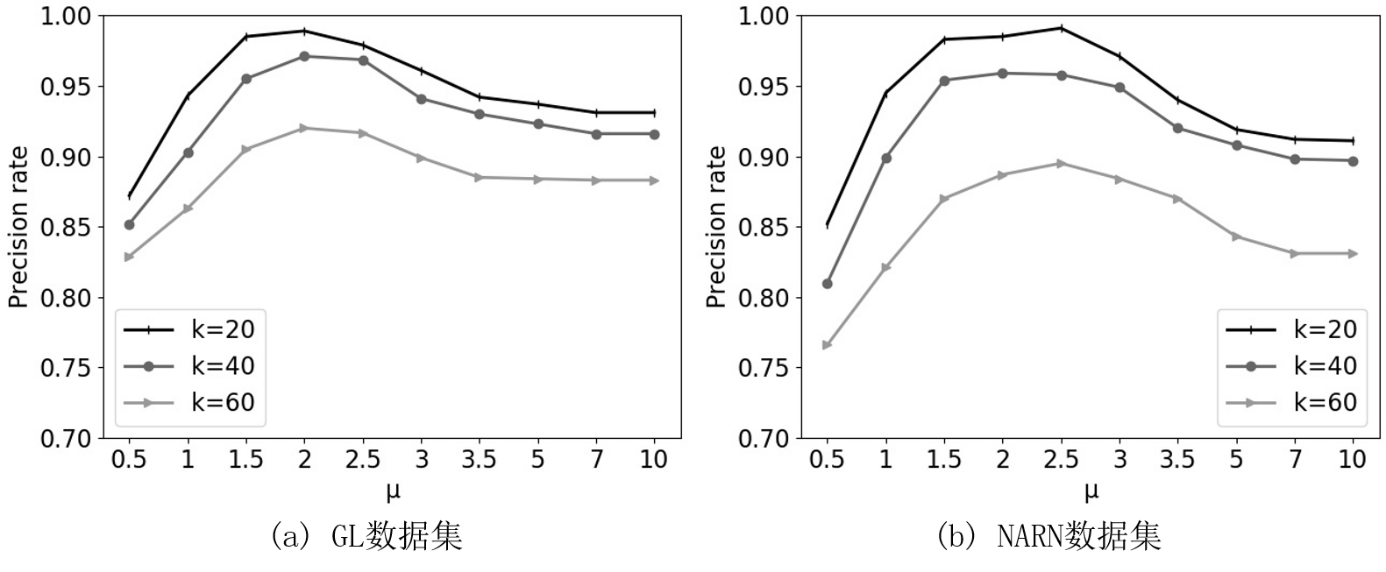 1.00
0.95
0.90
0.85
0.80
0.75
0.70
Precision rate
k=20
k=40
k=60
0.5 1 1.5 2 2.5 3 3.5 5 7 10
μ
(a) GL数据集
1.00
0.95
0.90
0.85
0.80
0.75
0.70
Precision rate
k=20
k=40
k=60
0.5 1 1.5 2 2.5 3 3.5 5 7 10
μ
(b) NARN数据集